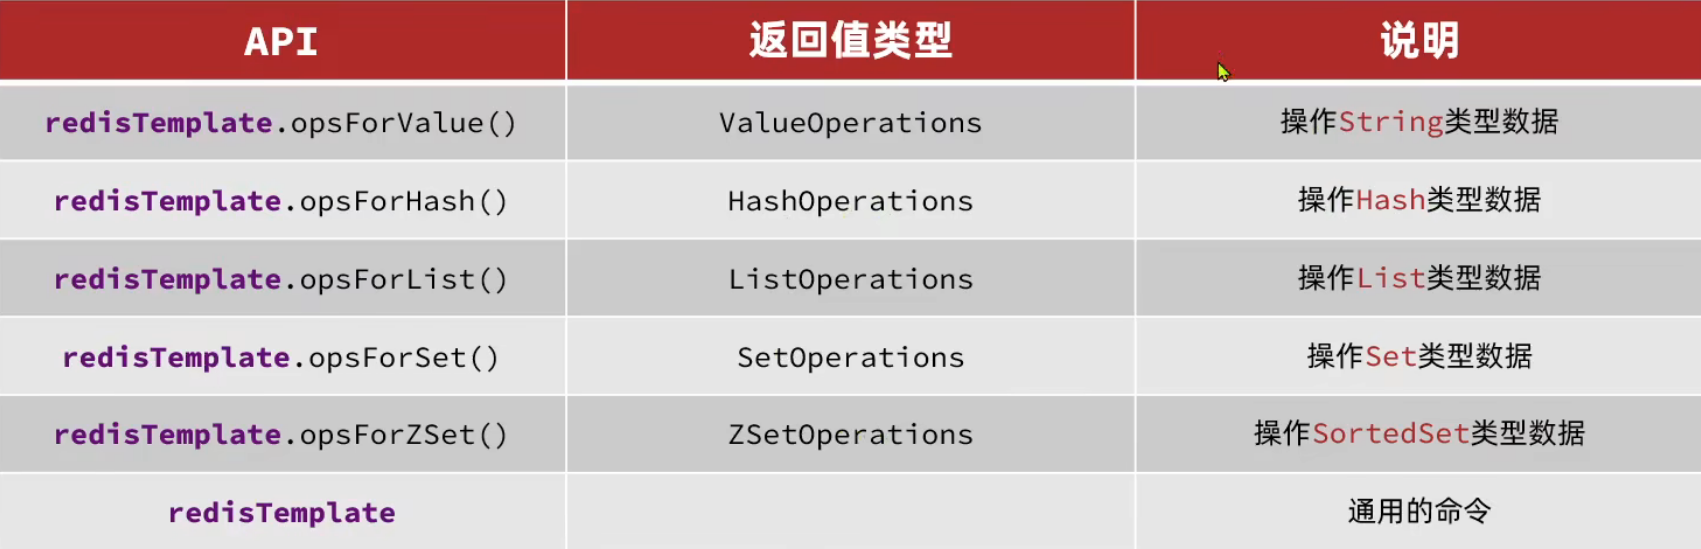 API 返回值类型 说明
redisTemplate.opsForValue() ValueOperations 操作String类型数据
redisTemplate.opsForHash() HashOperations 操作Hash类型数据
redisTemplate.opsForList() ListOperations 操作List类型数据
redisTemplate.opsForSet() SetOperations 操作Set类型数据
redisTemplate.opsForZSet() ZSetOperations 操作SortedSet类型数据
redisTemplate 通用的命令